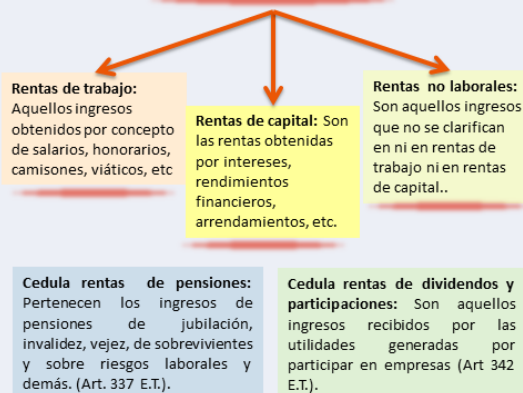 Rentas de trabajo:
Aquellos ingresos
obtenidos por concepto
de salarios, honorarios,
camisones, viáticos, etc
Rentas de capital: Son
las rentas obtenidas
por intereses,
rendimientos
financieros,
arrendamientos, etc.
Rentas no laborales:
Son aquellos ingresos
que no se clarifican
en ni en rentas de
trabajo ni en rentas
de capital..
Cedula rentas de pensiones:
Pertenecen los ingresos de
pensiones de jubilación,
invalidez, vejez, de sobrevivientes
y sobre riesgos laborales y
demás. (Art. 337 E.T.).
Cedula rentas de dividendos y
participaciones: Son aquellos
ingresos recibidos por las
utilidades generadas por
participar en empresas (Art 342
E.T.).